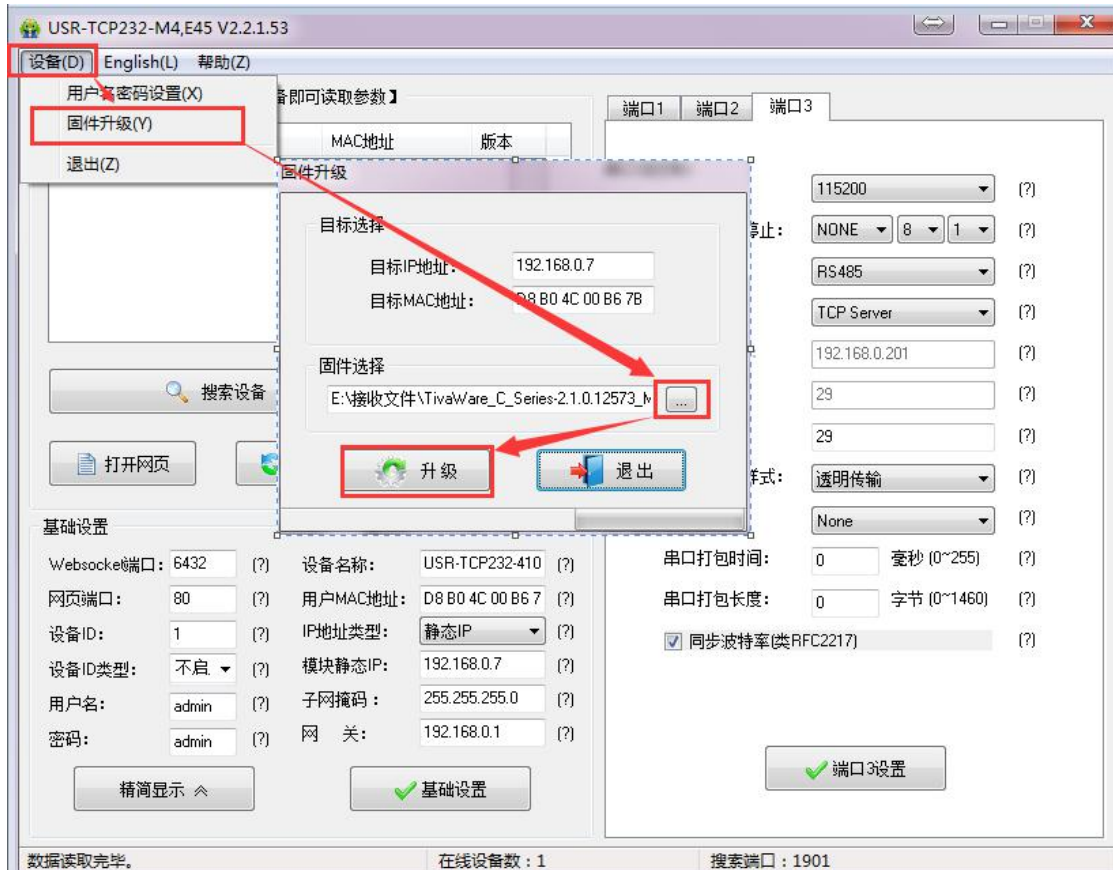 USR-TCP232-M4,E45 V2.2.1.53
设备(D) English(L) 帮助(Z)
用户名密码设置(X)
固件升级(Y)
退出(Z)
备即可读取参数】
MAC地址 版本
搜索设备
打开网页
固件升级
目标选择
目标IP地址: 192.168.0.7
目标MAC地址: D8 B0 4C 00 B6 7B
固件选择
E:\接收文件\TivaWare_C_Series-2.1.0.12573_M ...
升级 退出
基础设置
Websocket端口: 6432 (?) 设备名称: USR-TCP232-410 (?)
网页端口: 80 (?) 用户MAC地址: D8 B0 4C 00 B6 7 (?)
设备ID: 1 (?) IP地址类型: 静态IP (?)
设备ID类型: 不启. (?) 模块静态IP: 192.168.0.7 (?)
用户名: admin (?) 子网掩码: 255.255.255.0 (?)
密码: admin (?) 网 关: 192.168.0.1 (?)
精简显示 基础设置
端口1 端口2 端口3
115200 (?)
停止: NONE 8 1 (?)
RS485 (?)
TCP Server (?)
192.168.0.201 (?)
29 (?)
29 (?)
样式: 透明传输 (?)
None (?)
串口打包时间: 0 毫秒 (0~255) (?)
串口打包长度: 0 字节 (0~1460) (?)
同步波特率(类RFC2217) (?)
端口3设置
数据读取完毕。 在线设备数:1 搜索端口:1901